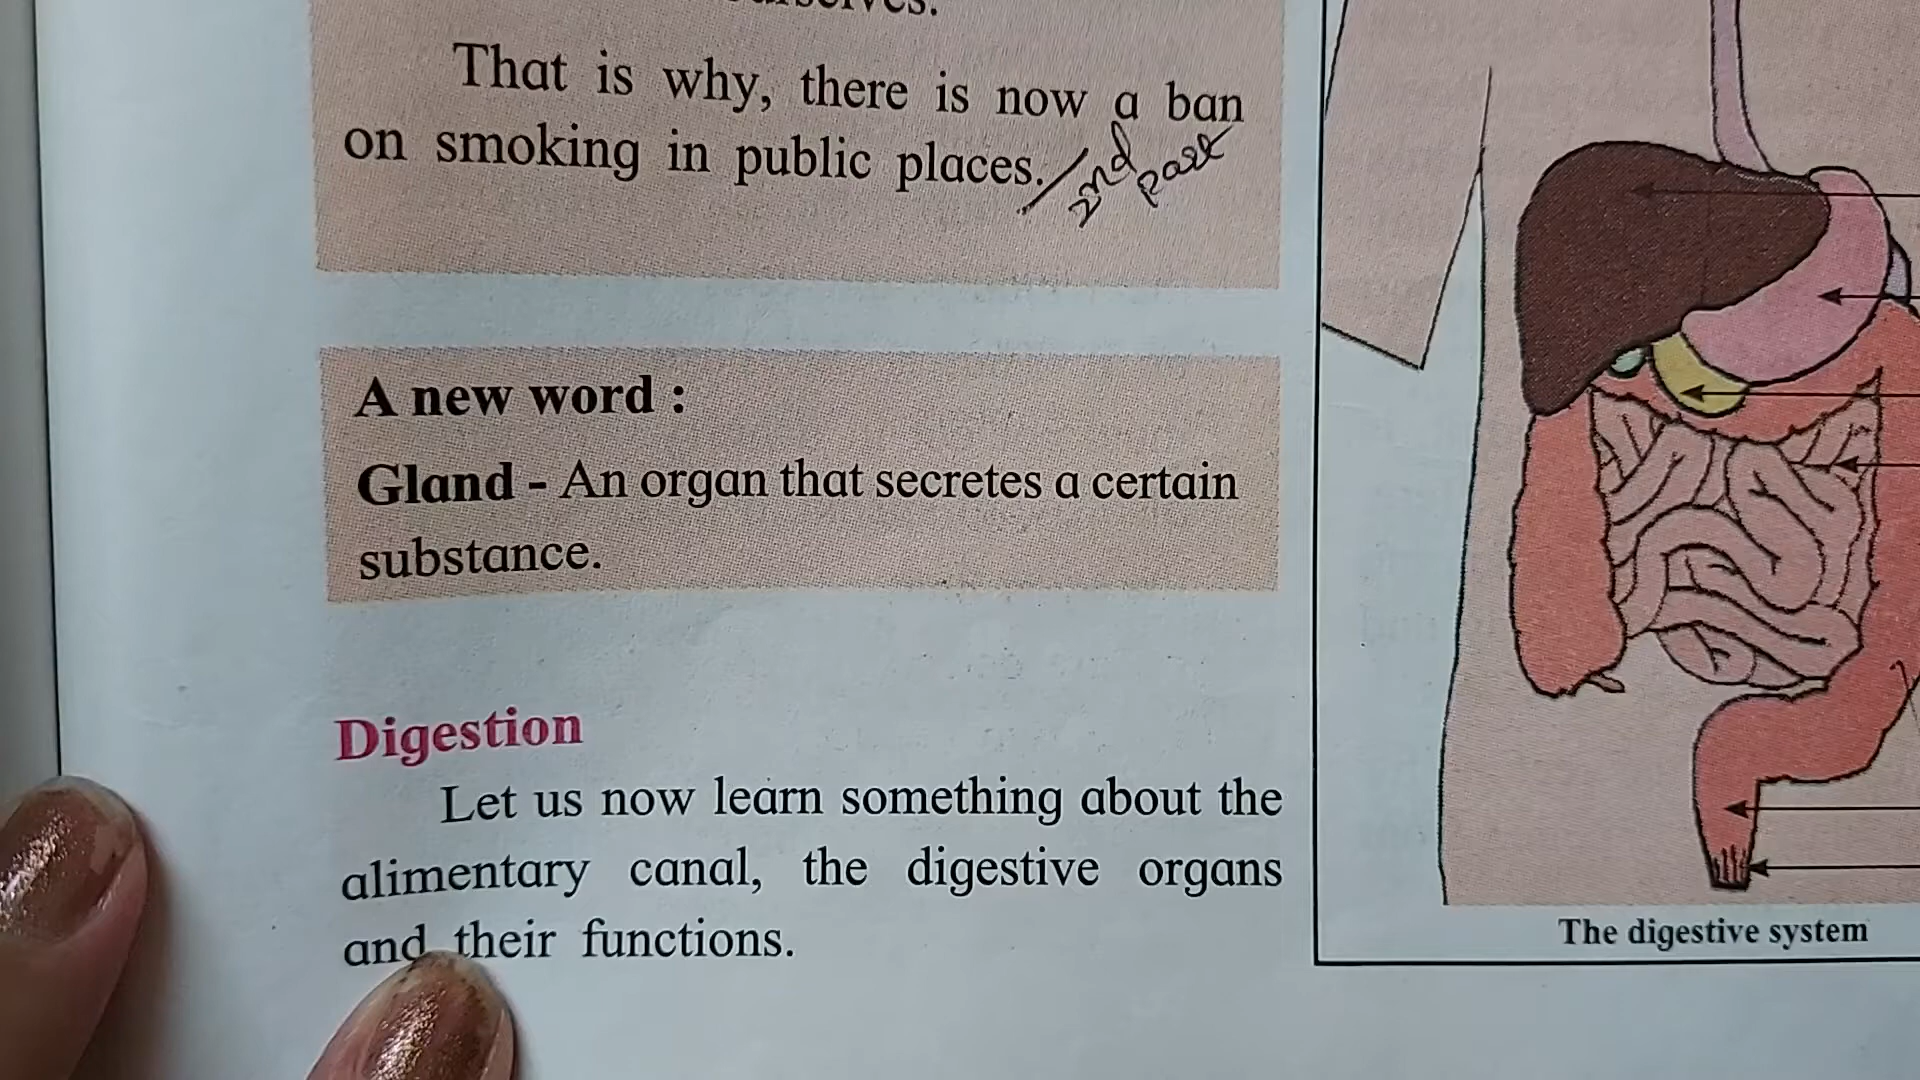 That is why, there is now a ban
on smoking in public places.
2nd
part
A new word :
Gland - An organ that secretes a certain
substance.
Digestion
Let us now learn something about the
alimentary canal, the digestive organs
and their functions.
The digestive system